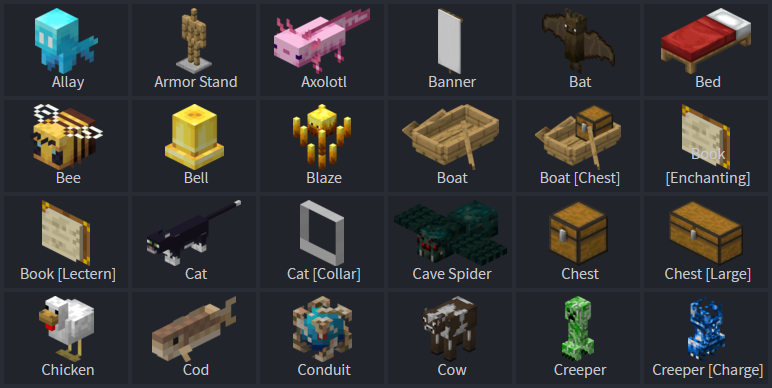 Allay
Armor Stand
Axolotl
Banner
Bat
Bed
Bee
Bell
Blaze
Boat
Boat [Chest]
Book
[Enchanting]
Book [Lectern]
Cat
Cat [Collar]
Cave Spider
Chest
Chest [Large]
Chicken
Cod
Conduit
Cow
Creeper
Creeper [Charge]